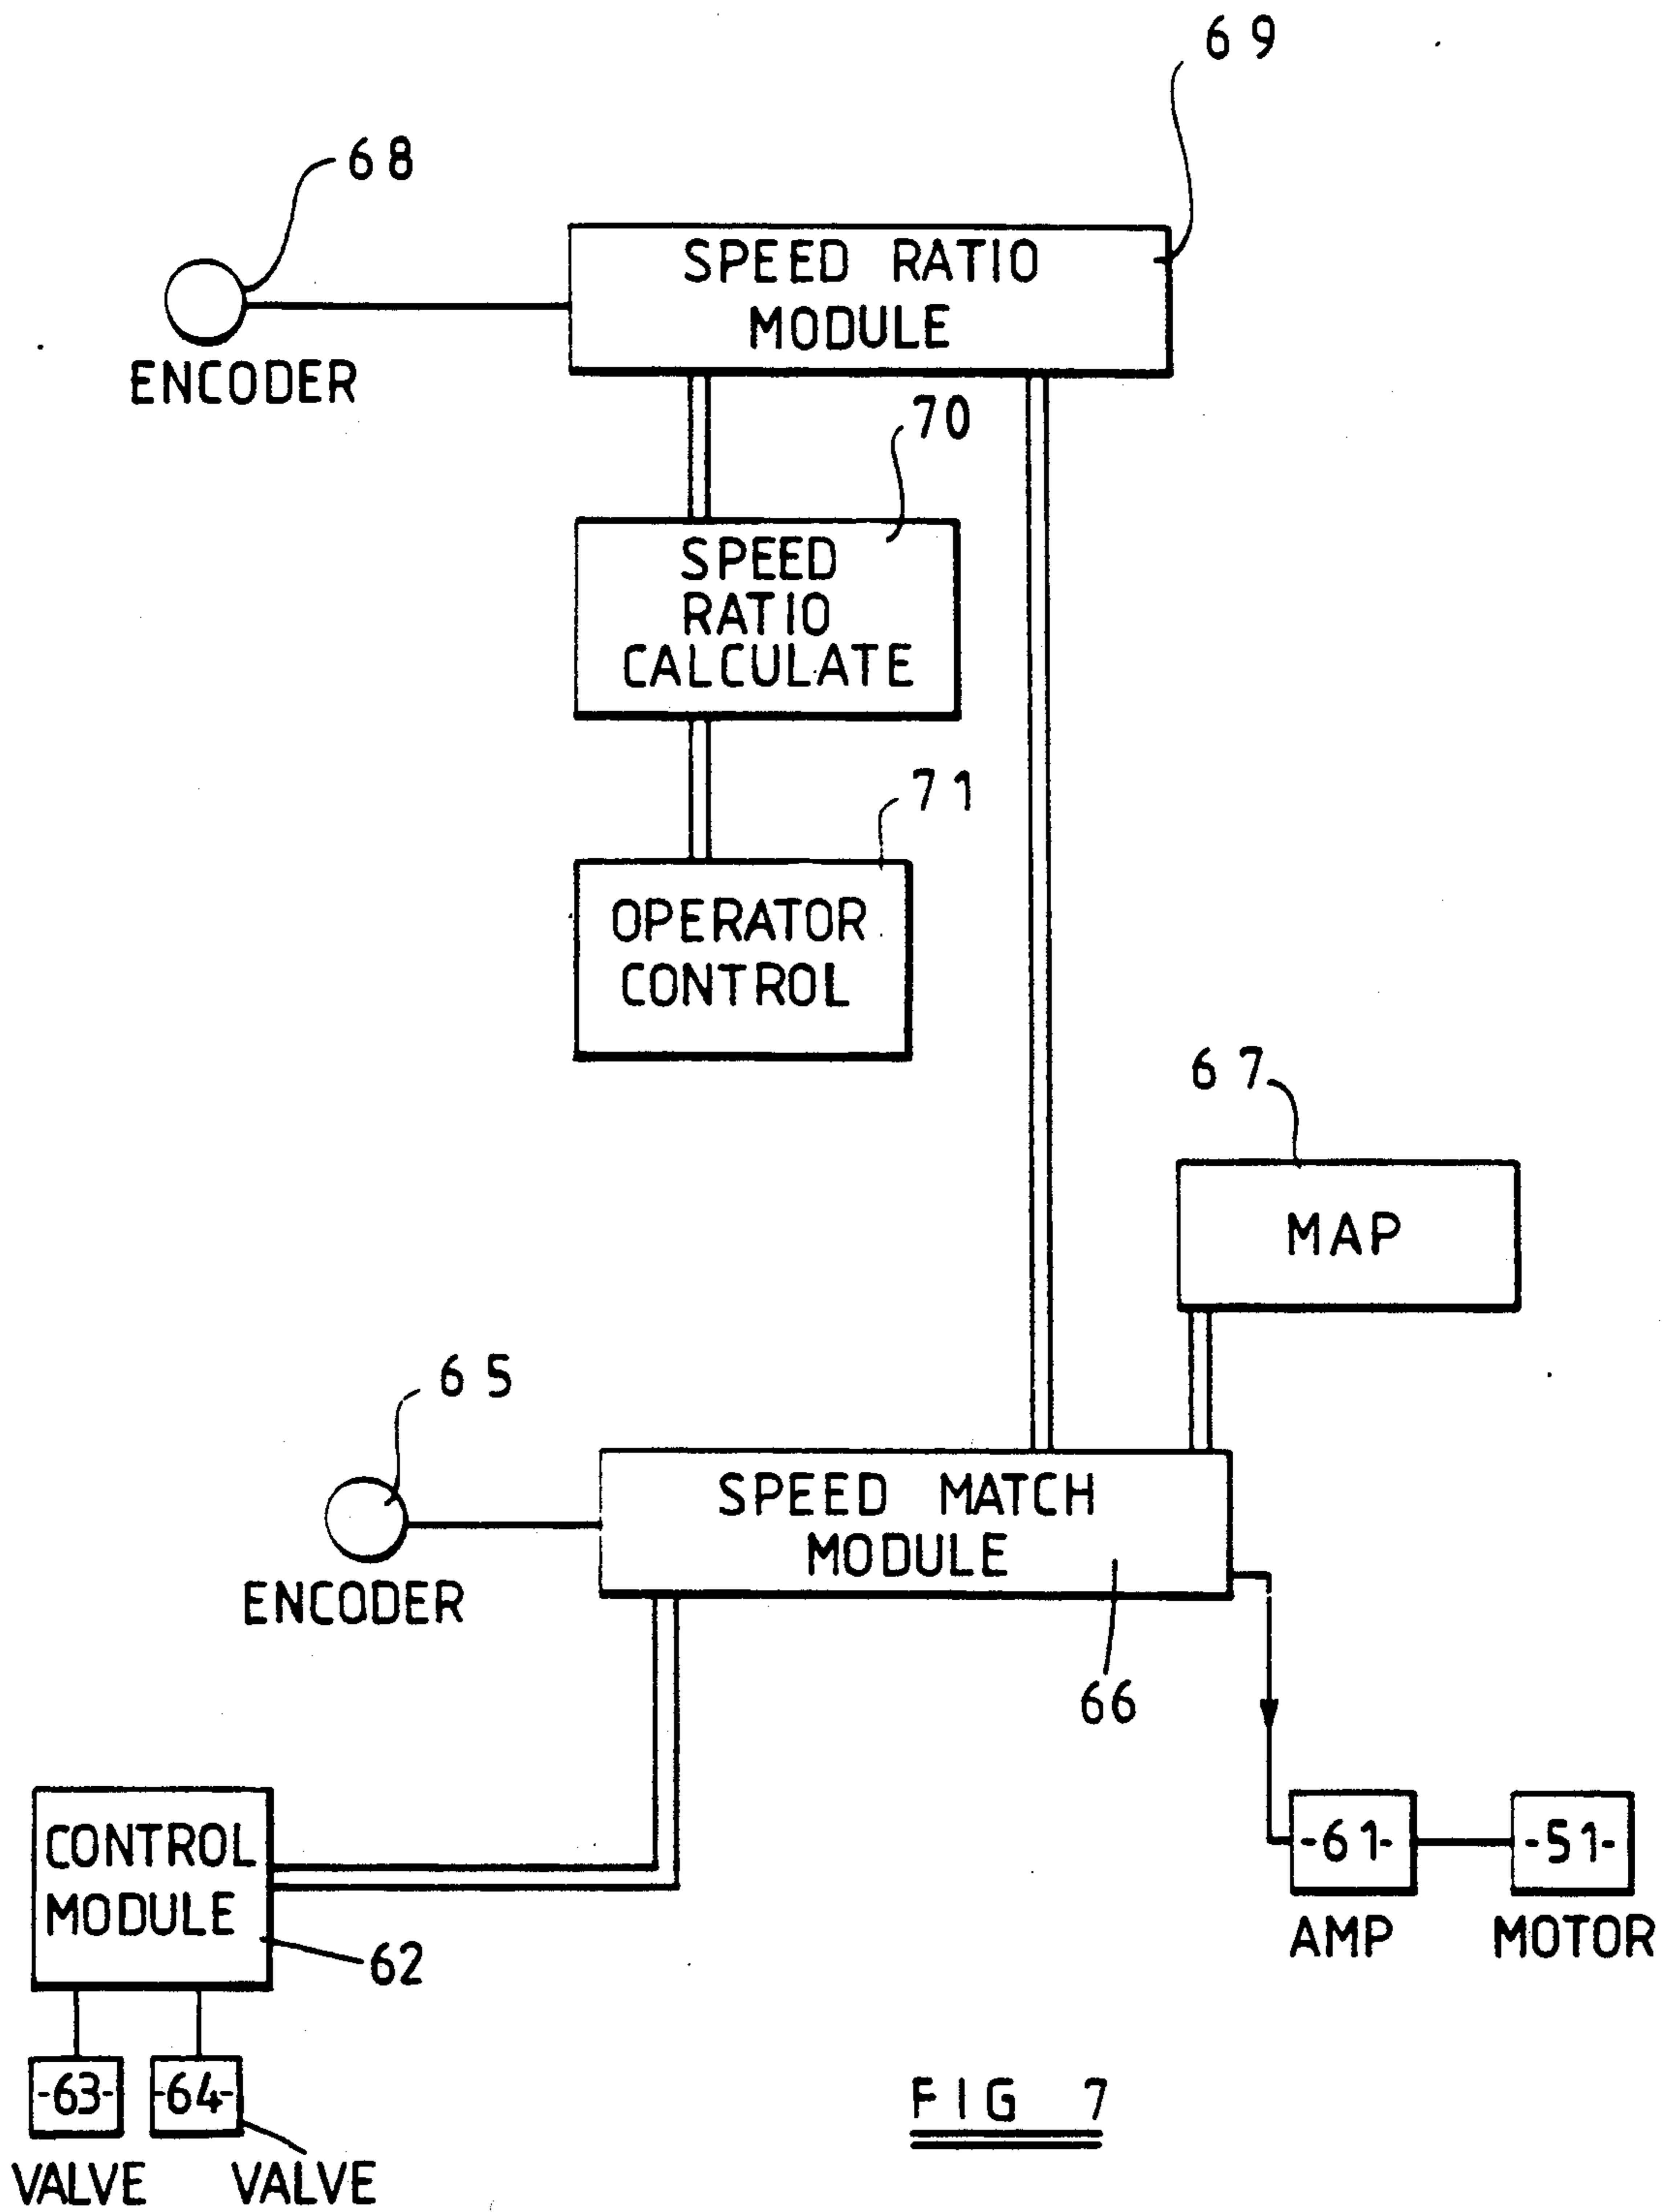 69
68
SPEED RATIO
MODULE
ENCODER
70
SPEED
RATIO
CALCULATE
71
OPERATOR
CONTROL
67
MAP
65
SPEED MATCH
MODULE
ENCODER
66
CONTROL
MODULE
-61-
-51-
AMP
MOTOR
62
-63-
-64-
FIG 7
VALVE
VALVE